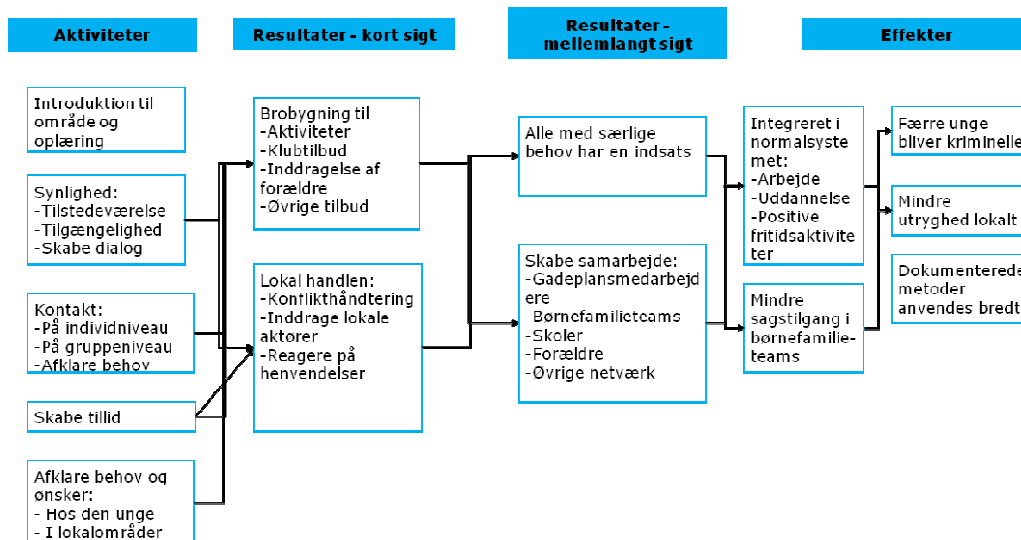 Aktiviteter
Resultater - kort sigt
Resultater -
mellemlangt sigt
Effekter
Introduktion til
område og
oplæring
Synlighed:
-Tilstedeværelse
-Tilgængelighed
-Skabe dialog
Kontakt:
-På individniveau
-På gruppeniveau
-Afklare behov
Skabe tillid
Afklare behov og
ønsker:
- Hos den unge
- I lokalområder
Brobygning til
-Aktiviteter
-Klubtilbud
-Inddragelse af
forældre
-Øvrige tilbud
Lokal handlen:
-Konflikthåndtering
-Inddrage lokale
aktører
-Reagere på
henvendelser
Alle med særlige
behov har en indsats
Skabe samarbejde:
-Gadeplansmedarbejd
ere
-Børnefamilieteams
-Skoler
-Forældre
-Øvrige netværk
Integreret i
normalsyste
met:
-Arbejde
-Uddannelse
-Positive
fritidsaktivite
ter
Mindre
sagstilgang i
børnefamilie-
teams
Færre unge
bliver kriminelle
Mindre
utryghed lokalt
Dokumenterede
metoder
anvendes bredt